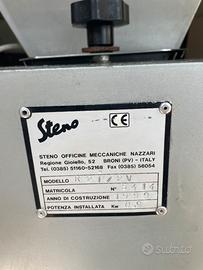 Steno
CE
STENO OFFICINE MECCANICHE NAZZARI
Regione Gioiello, 52 BRONI (PV) - ITALY
Tel. (0385) 51160-52168 Fax (0385) 56054
MODELLO
MATRICOLA N°
ANNO DI COSTRUZIONE
POTENZA INSTALLATA Kw
subito